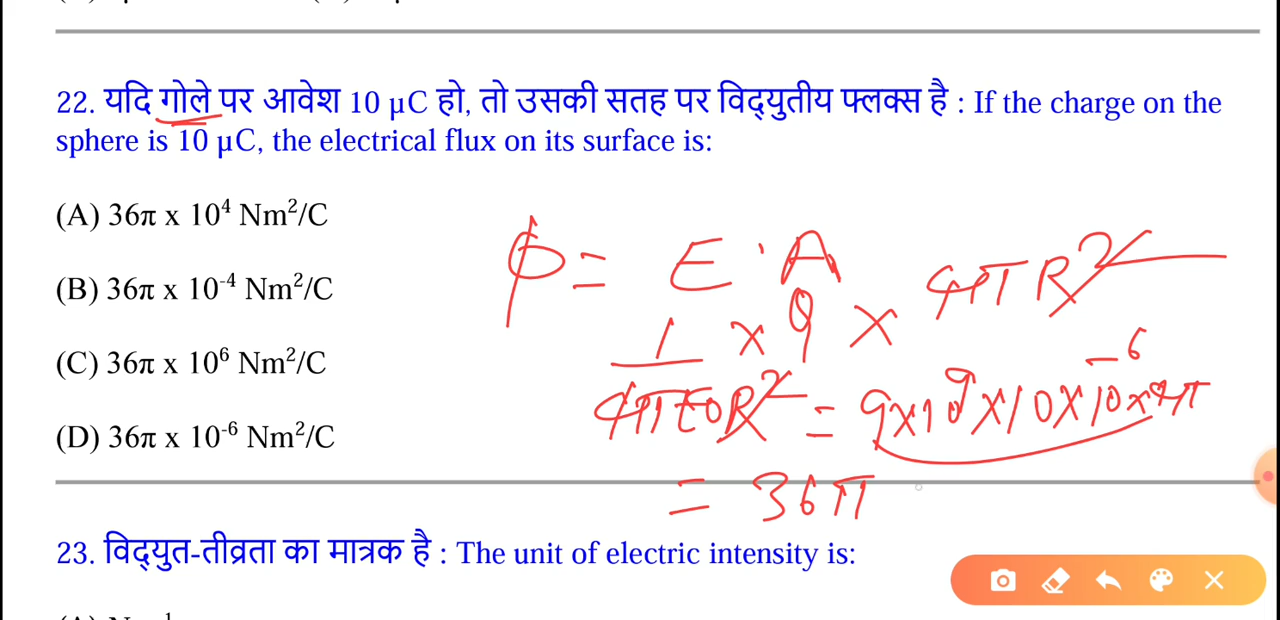 22. यदि गोले पर आवेश 10 μC हो, तो उसकी सतह पर विद्युतीय फ्लक्स है : If the charge on the
sphere is 10 μC, the electrical flux on its surface is:
(A) 36π x 10⁴ Nm²/C
(B) 36π x 10⁻⁴ Nm²/C
(C) 36π x 10⁶ Nm²/C
(D) 36π x 10⁻⁶ Nm²/C
ϕ = E · A
1 × q × 4πR²
4πε₀R² = 9×10⁹×10×10⁻⁶×4π
= 36π
23. विद्युत-तीव्रता का मात्रक है : The unit of electric intensity is: